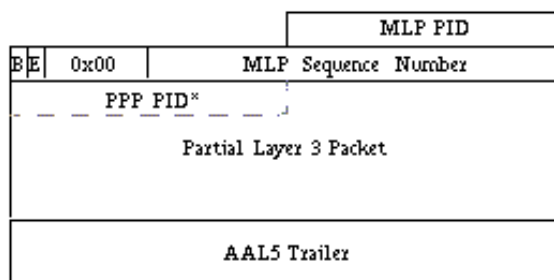 MLP PID
B E 0x00 MLP Sequence Number
PPP PID*
Partial Layer 3 Packet
AAL5 Trailer